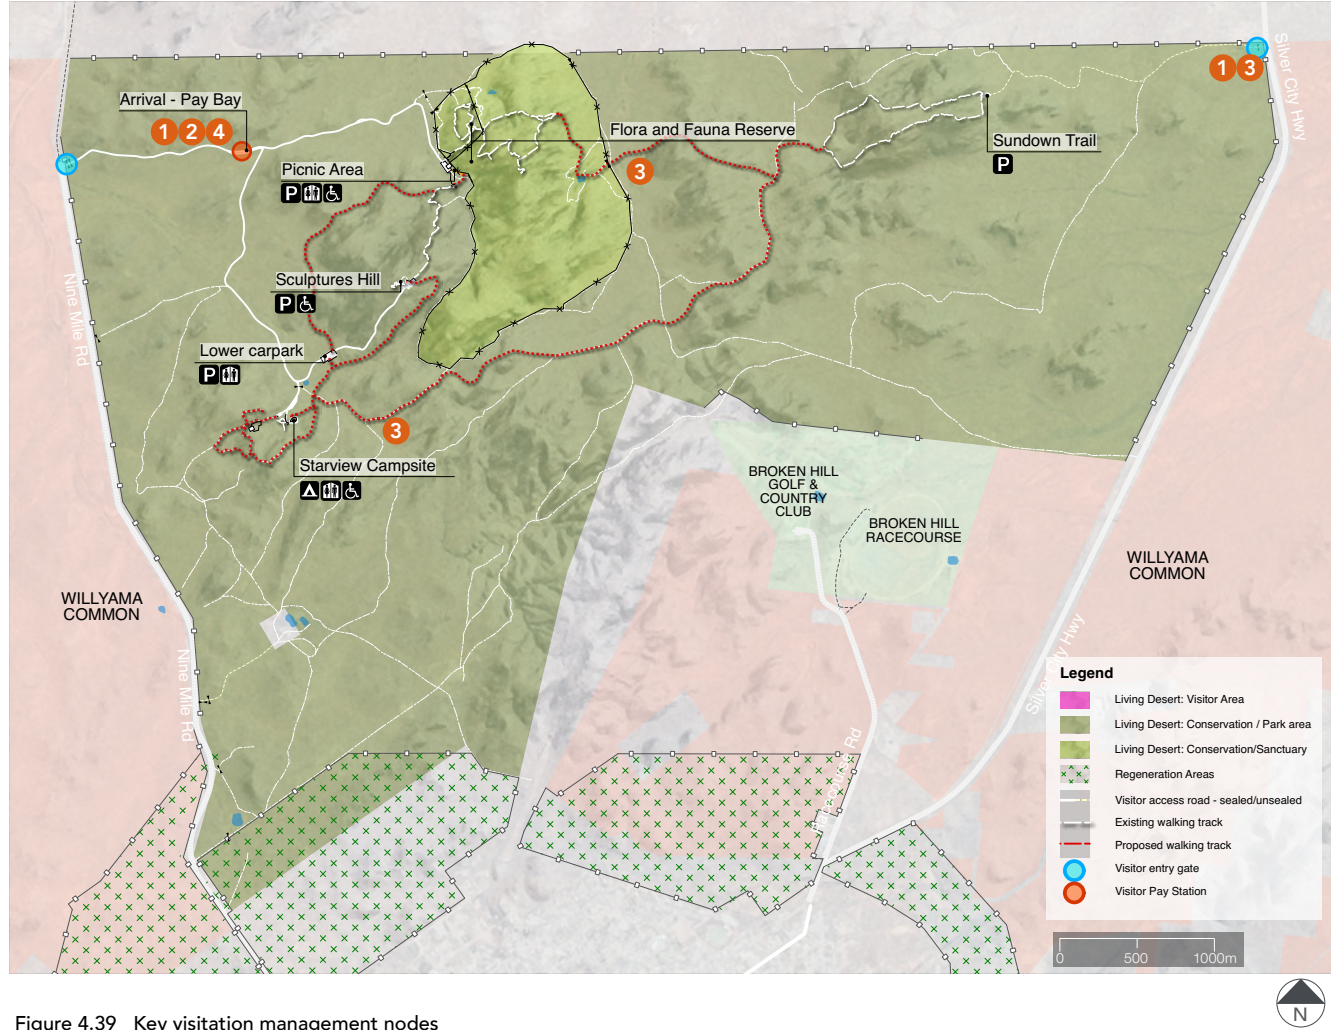 Silver City Hwy
1 3
Arrival - Pay Bay
1 2 4
Flora and Fauna Reserve
Sundown Trail
P
3
Picnic Area
P
Sculptures Hill
P
Nine Mile Rd
Lower carpark
P
3
Starview Campsite
BROKEN HILL
GOLF &
COUNTRY
CLUB
BROKEN HILL
RACECOURSE
WILLYAMA
COMMON
WILLYAMA
COMMON
Nine Mile Rd
Silver City Hwy
Racecourse Rd
Legend
Living Desert: Visitor Area
Living Desert: Conservation / Park area
Living Desert: Conservation/Sanctuary
Regeneration Areas
Visitor access road - sealed/unsealed
Existing walking track
Proposed walking track
Visitor entry gate
Visitor Pay Station
0 500 1000m
N
Figure 4.39 Key visitation management nodes